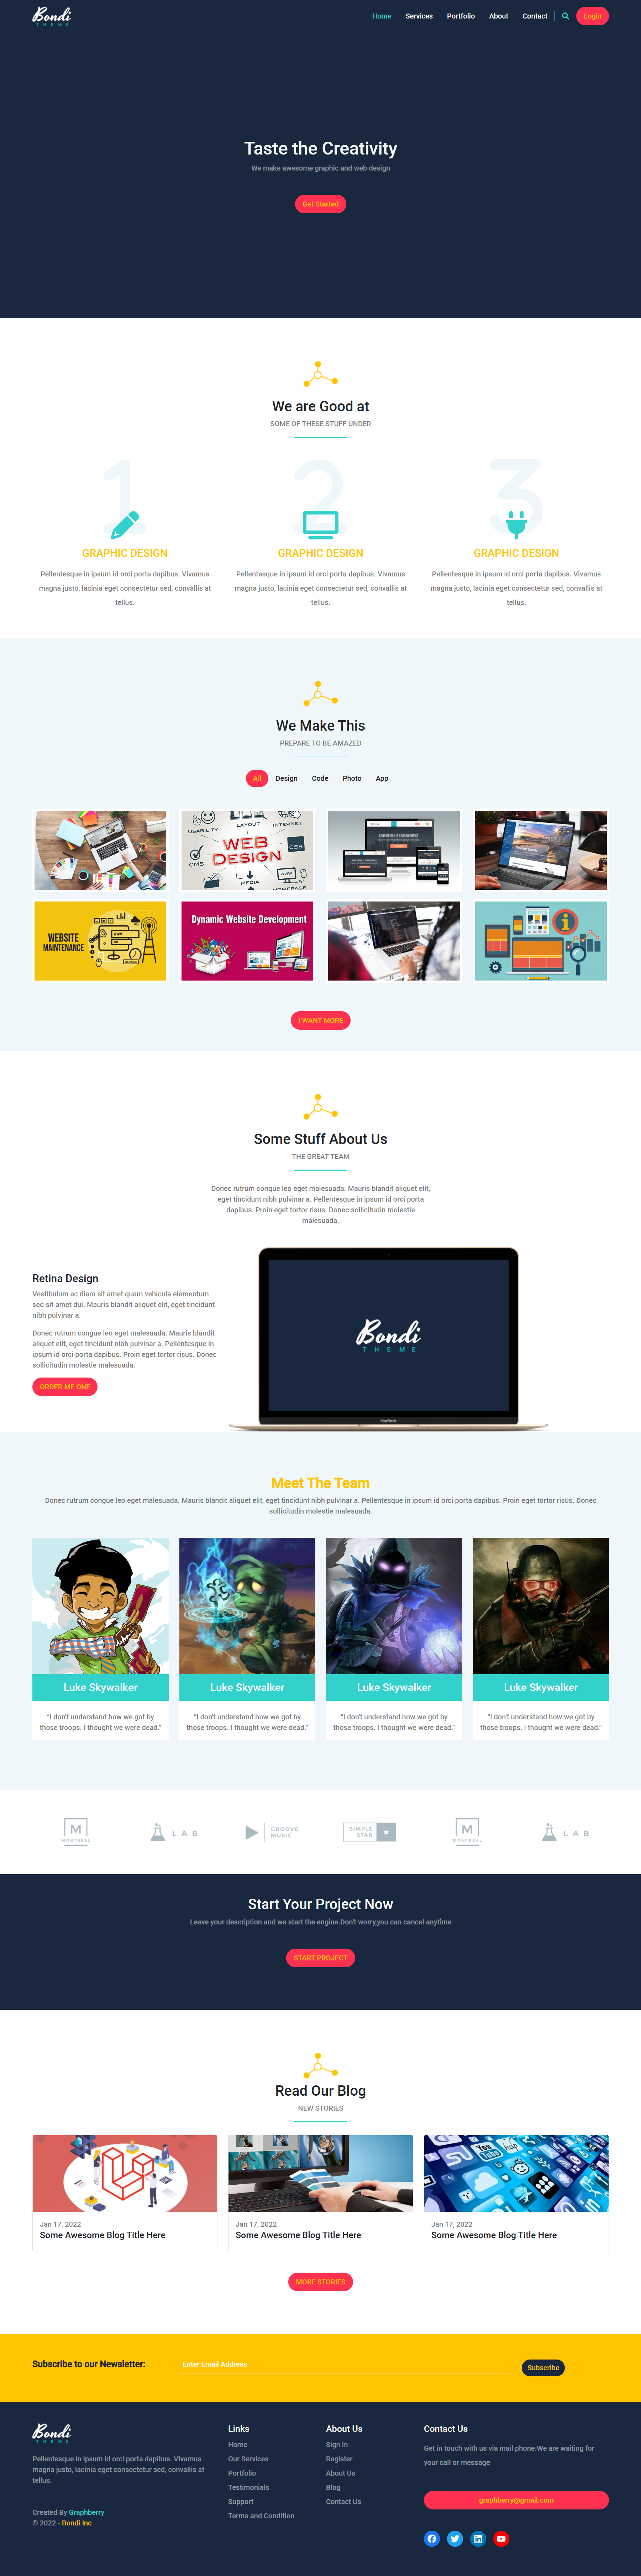 Bondi
THEME
Home Services Portfolio About Contact Login
Taste the Creativity
We make awesome graphic and web design
Get Started
We are Good at
SOME OF THESE STUFF UNDER
1 2 3
GRAPHIC DESIGN
Pellentesque in ipsum id orci porta dapibus. Vivamus
magna justo, lacinia eget consectetur sed, convallis at
tellus.
GRAPHIC DESIGN
Pellentesque in ipsum id orci porta dapibus. Vivamus
magna justo, lacinia eget consectetur sed, convallis at
tellus.
GRAPHIC DESIGN
Pellentesque in ipsum id orci porta dapibus. Vivamus
magna justo, lacinia eget consectetur sed, convallis at
tellus.
We Make This
PREPARE TO BE AMAZED
All Design Code Photo App
USABILITY
LAYOUT
INTERNET
WEB
DESIGN
CSS
CMS
MEDIA
HOMEPAGE
WEBSITE
MAINTENANCE
Dynamic Website Development
I WANT MORE
Some Stuff About Us
THE GREAT TEAM
Donec rutrum congue leo eget malesuada. Mauris blandit aliquet elit,
eget tincidunt nibh pulvinar a. Pellentesque in ipsum id orci porta
dapibus. Proin eget tortor risus. Donec sollicitudin molestie
malesuada.
Retina Design
Vestibulum ac diam sit amet quam vehicula elementum
sed sit amet dui. Mauris blandit aliquet elit, eget tincidunt
nibh pulvinar a.
Donec rutrum congue leo eget malesuada. Mauris blandit
aliquet elit, eget tincidunt nibh pulvinar a. Pellentesque in
ipsum id orci porta dapibus. Proin eget tortor risus. Donec
sollicitudin molestie malesuada.
ORDER ME ONE
Bondi
THEME
MacBook
Meet The Team
Donec rutrum congue leo eget malesuada. Mauris blandit aliquet elit, eget tincidunt nibh pulvinar a. Pellentesque in ipsum id orci porta dapibus. Proin eget tortor risus. Donec
sollicitudin molestie malesuada.
Luke Skywalker
"I don't understand how we got by
those troops. I thought we were dead."
Luke Skywalker
"I don't understand how we got by
those troops. I thought we were dead."
Luke Skywalker
"I don't understand how we got by
those troops. I thought we were dead."
Luke Skywalker
"I don't understand how we got by
those troops. I thought we were dead."
M
MONTREAL
LAB
GROOVE
MUSIC
SIMPLE
STAR
M
MONTREAL
LAB
Start Your Project Now
Leave your description and we start the engine.Don't worry,you can cancel anytime
START PROJECT
Read Our Blog
NEW STORIES
You Tube
Jan 17, 2022
Some Awesome Blog Title Here
Jan 17, 2022
Some Awesome Blog Title Here
Jan 17, 2022
Some Awesome Blog Title Here
MORE STORIES
Subscribe to our Newsletter:
Enter Email Address
Subscribe
Bondi
THEME
Pellentesque in ipsum id orci porta dapibus. Vivamus
magna justo, lacinia eget consectetur sed, convallis at
tellus.
Created By Graphberry
© 2022 - Bondi Inc
Links
Home
Our Services
Portfolio
Testimonials
Support
Terms and Condition
About Us
Sign In
Register
About Us
Blog
Contact Us
Contact Us
Get in touch with us via mail phone.We are waiting for
your call or message
graphberry@gmail.com